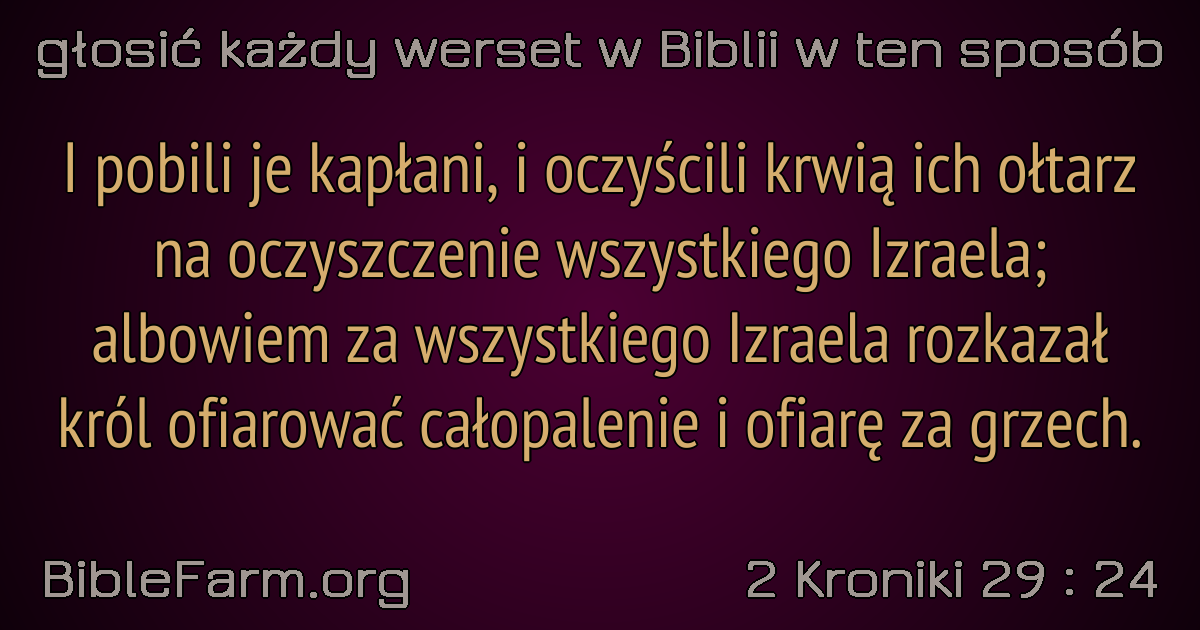 głosić każdy werset w Biblii w ten sposób
I pobili je kapłani, i oczyścili krwią ich ołtarz
na oczyszczenie wszystkiego Izraela;
albowiem za wszystkiego Izraela rozkazał
król ofiarować całopalenie i ofiarę za grzech.
BibleFarm.org
2 Kroniki 29 : 24